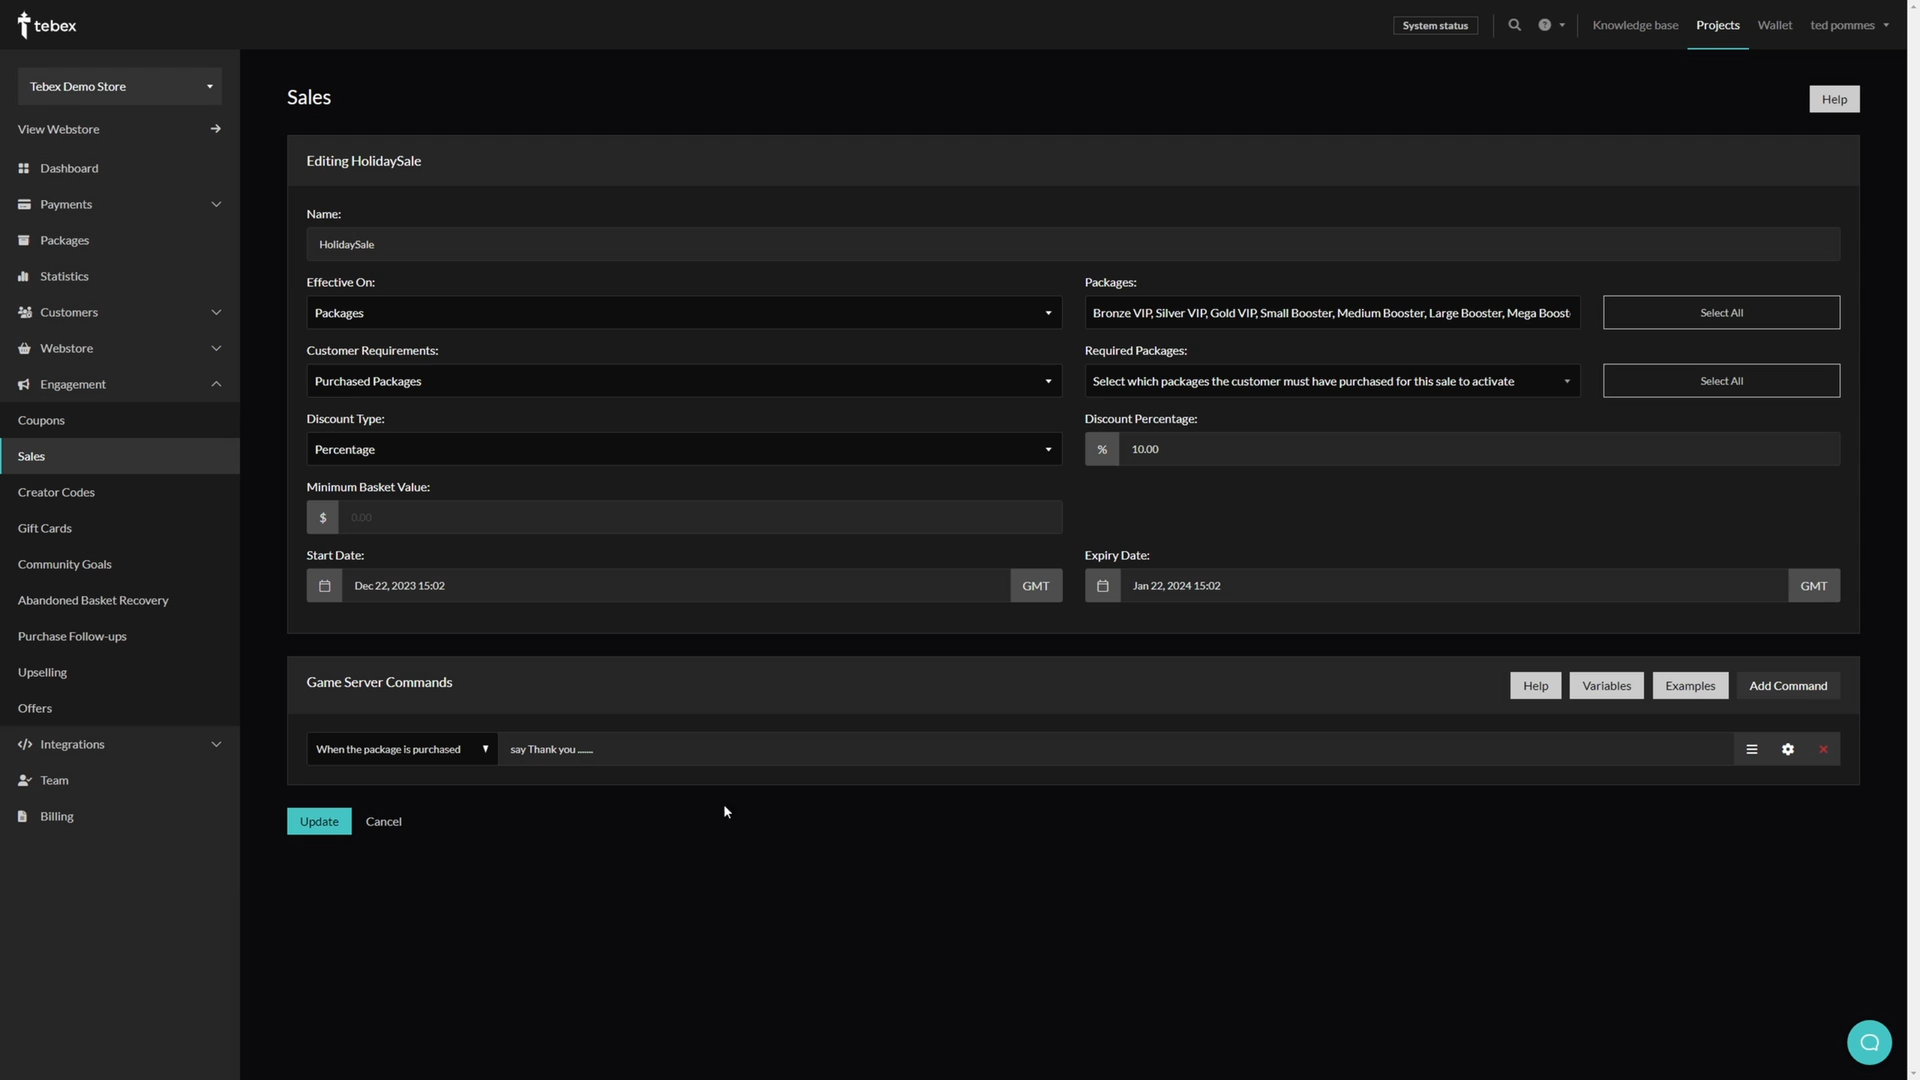 tebex
System status
Knowledge base
Projects
Wallet
ted pommes
Tebex Demo Store
View Webstore
Dashboard
Payments
Packages
Statistics
Customers
Webstore
Engagement
Coupons
Sales
Creator Codes
Gift Cards
Community Goals
Abandoned Basket Recovery
Purchase Follow-ups
Upselling
Offers
Integrations
Team
Billing
Sales
Help
Editing HolidaySale
Name:
HolidaySale
Effective On:
Packages
Packages:
Bronze VIP, Silver VIP, Gold VIP, Small Booster, Medium Booster, Large Booster, Mega Boost
Select All
Customer Requirements:
Purchased Packages
Required Packages:
Select which packages the customer must have purchased for this sale to activate
Select All
Discount Type:
Percentage
Discount Percentage:
% 10.00
Minimum Basket Value:
$ 0.00
Start Date:
Dec 22, 2023 15:02 GMT
Expiry Date:
Jan 22, 2024 15:02 GMT
Game Server Commands
Help
Variables
Examples
Add Command
When the package is purchased
say Thank you .......
Update
Cancel